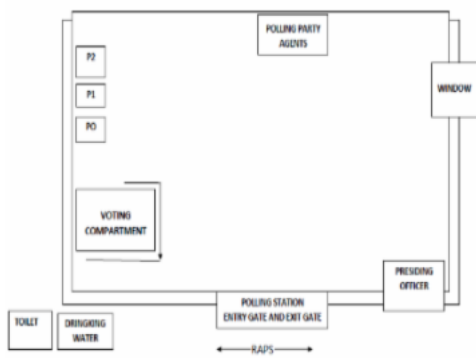 POLLING PARTY
AGENTS
P2
P1
PO
WINDOW
VOTING
COMPARTMENT
PRESIDING
OFFICER
POLLING STATION
ENTRY GATE AND EXIT GATE
TOILET
DRINGKING
WATER
RAPS